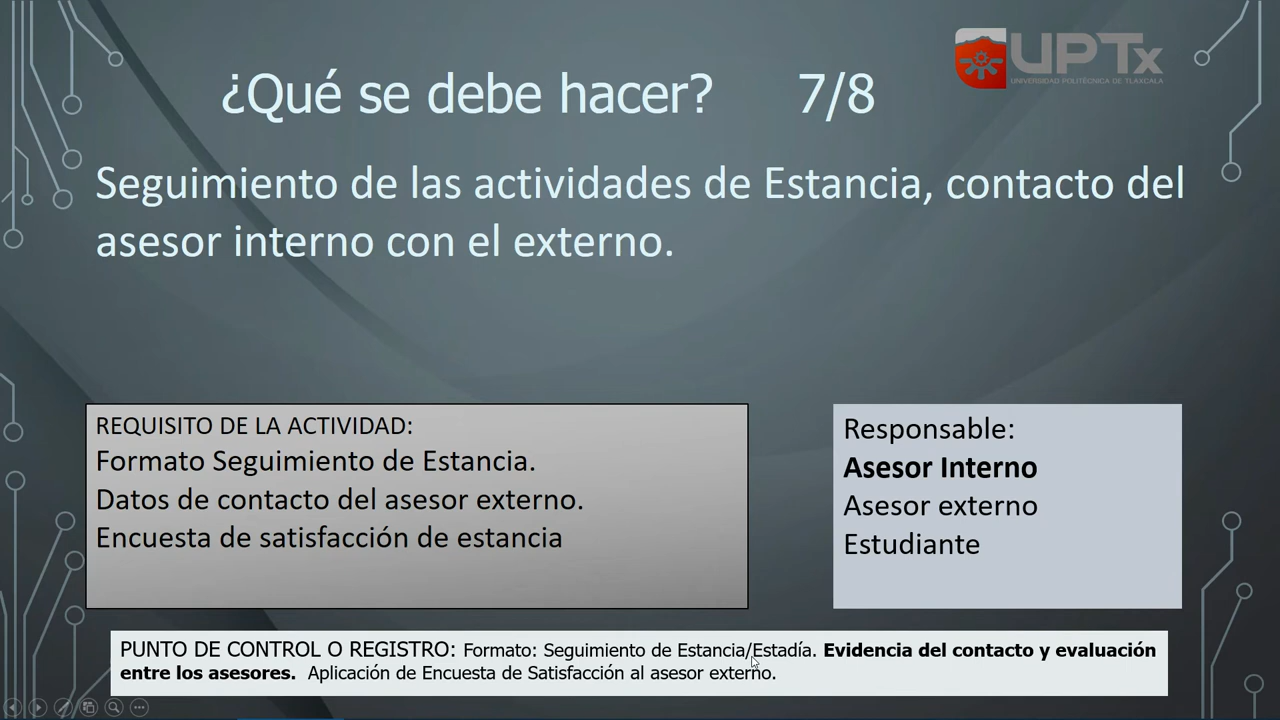 UPTx
UNIVERSIDAD POLITÉCNICA DE TLAXCALA
¿Qué se debe hacer? 7/8
Seguimiento de las actividades de Estancia, contacto del
asesor interno con el externo.
REQUISITO DE LA ACTIVIDAD:
Formato Seguimiento de Estancia.
Datos de contacto del asesor externo.
Encuesta de satisfacción de estancia
Responsable:
Asesor Interno
Asesor externo
Estudiante
PUNTO DE CONTROL O REGISTRO: Formato: Seguimiento de Estancia/Estadía. Evidencia del contacto y evaluación
entre los asesores. Aplicación de Encuesta de Satisfacción al asesor externo.